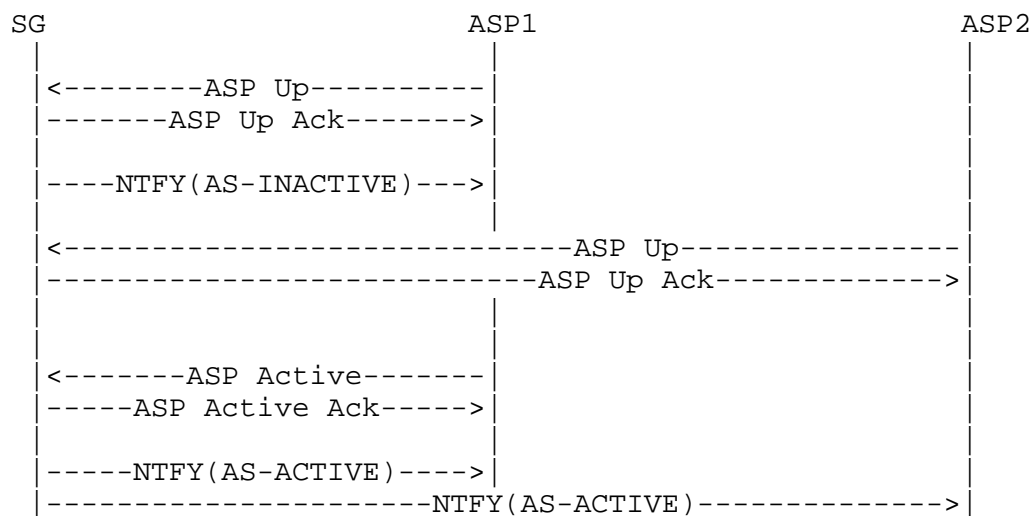 SG ASP1 ASP2
<--------ASP Up----------
-------ASP Up Ack------->
----NTFY(AS-INACTIVE)--->
<----------------------------ASP Up----------------
---------------------------ASP Up Ack------------->
<-------ASP Active-------
-----ASP Active Ack----->
-----NTFY(AS-ACTIVE)---->
---------------------NTFY(AS-ACTIVE)-------------->